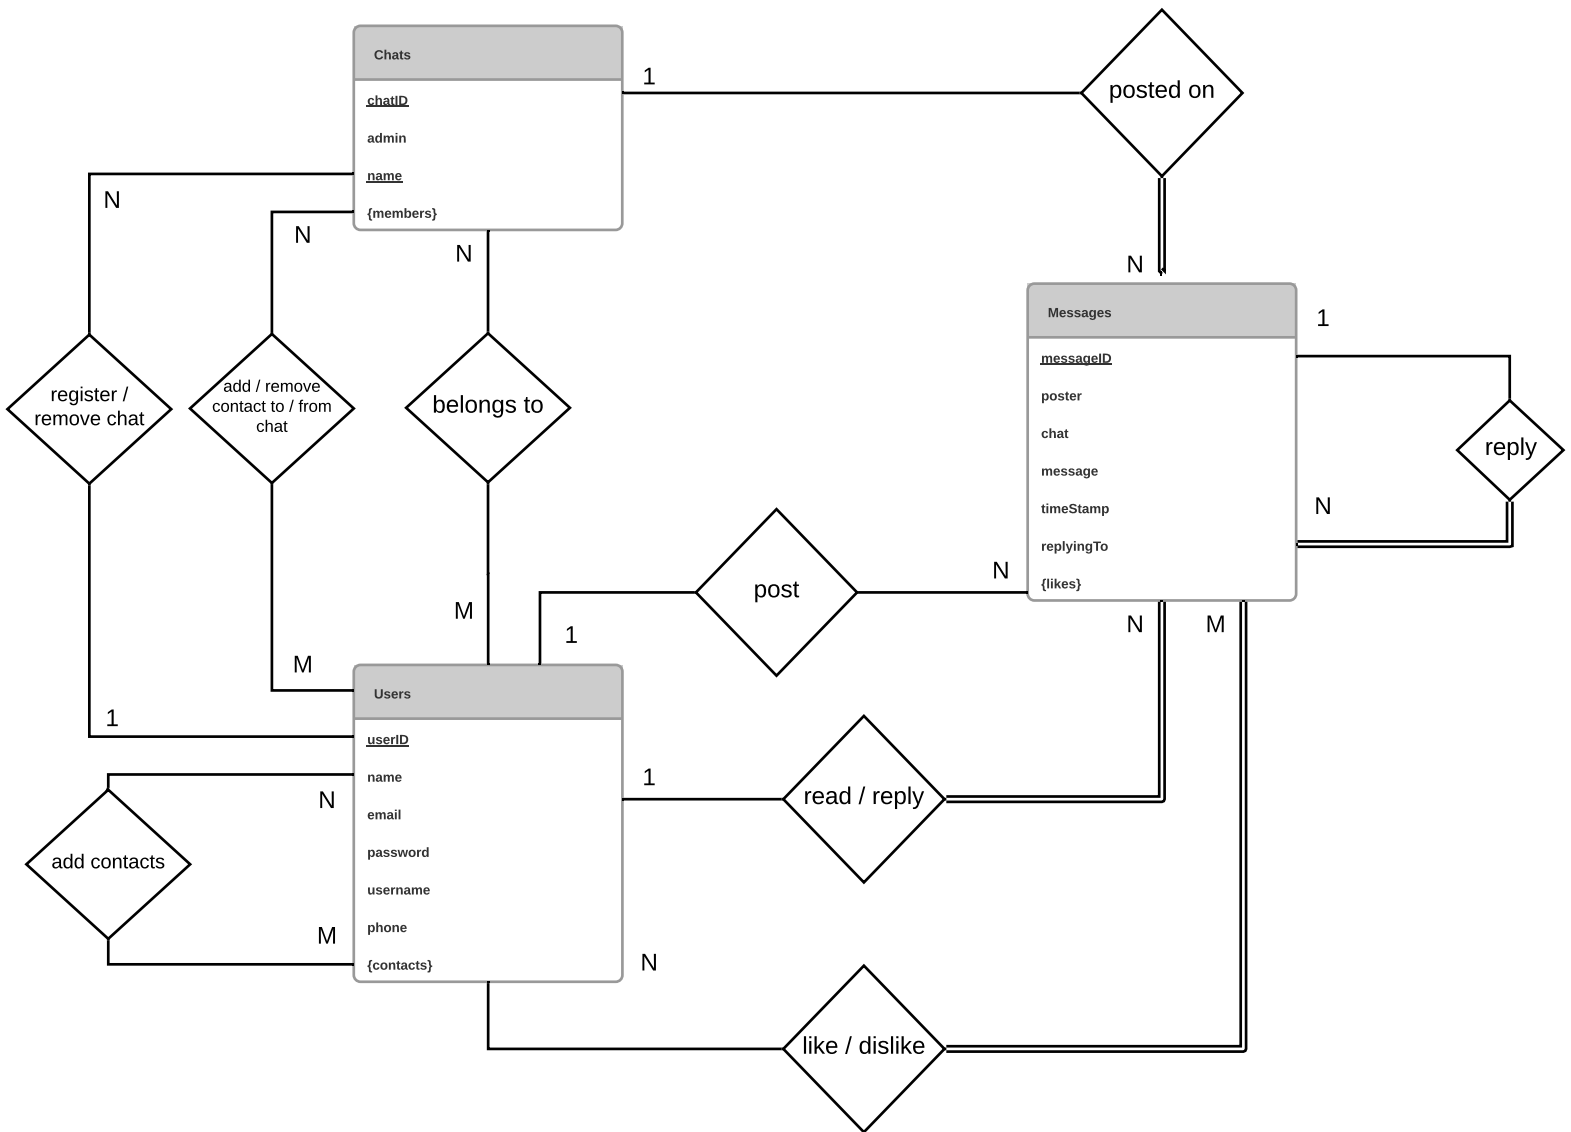 Chats
chatID
admin
name
{members}
1
posted on
N
N
N
N
register /
remove chat
add / remove
contact to / from
chat
belongs to
Messages
messageID
poster
chat
message
timeStamp
replyingTo
{likes}
1
reply
N
post
N
1
M
M
1
N
M
Users
userID
name
email
password
username
phone
{contacts}
N
add contacts
M
1
read / reply
N
like / dislike